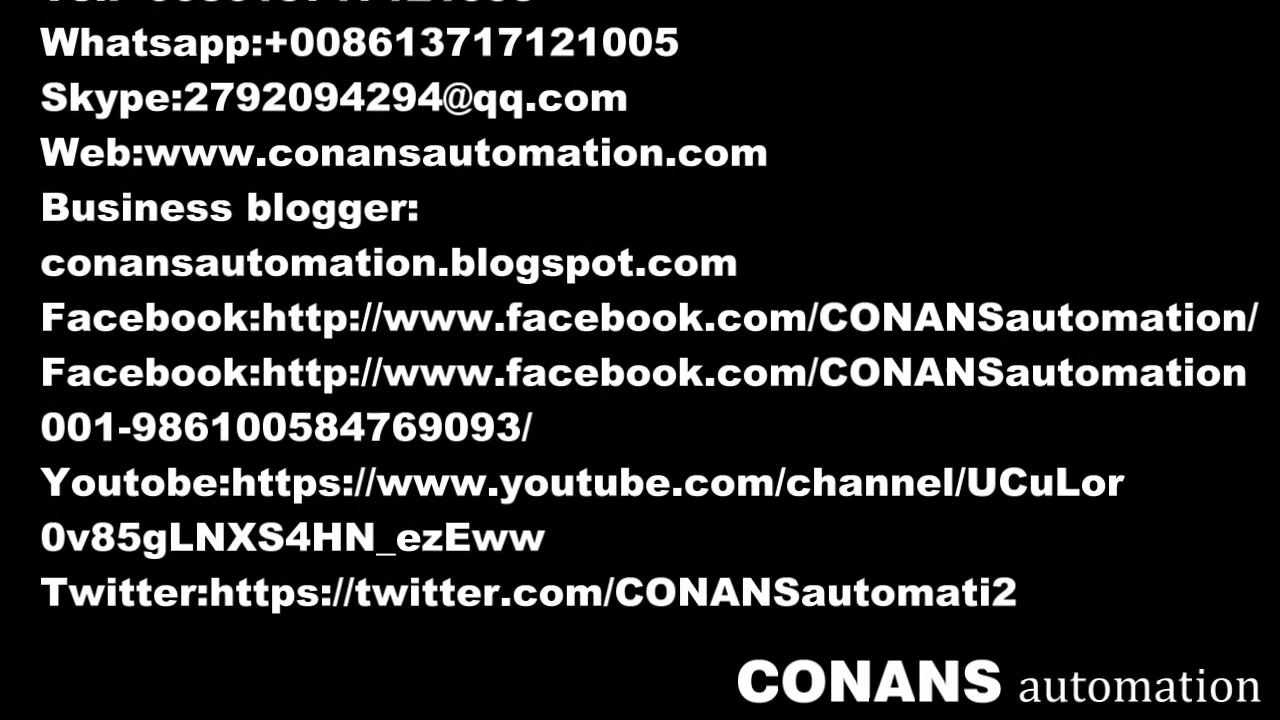 Whatsapp:+008613717121005
Skype:2792094294@qq.com
Web:www.conansautomation.com
Business blogger:
conansautomation.blogspot.com
Facebook:http://www.facebook.com/CONANSautomation/
Facebook:http://www.facebook.com/CONANSautomation
001-986100584769093/
Youtobe:https://www.youtube.com/channel/UCuLor
0v85gLNXS4HN_ezEww
Twitter:https://twitter.com/CONANSautomati2
CONANS automation